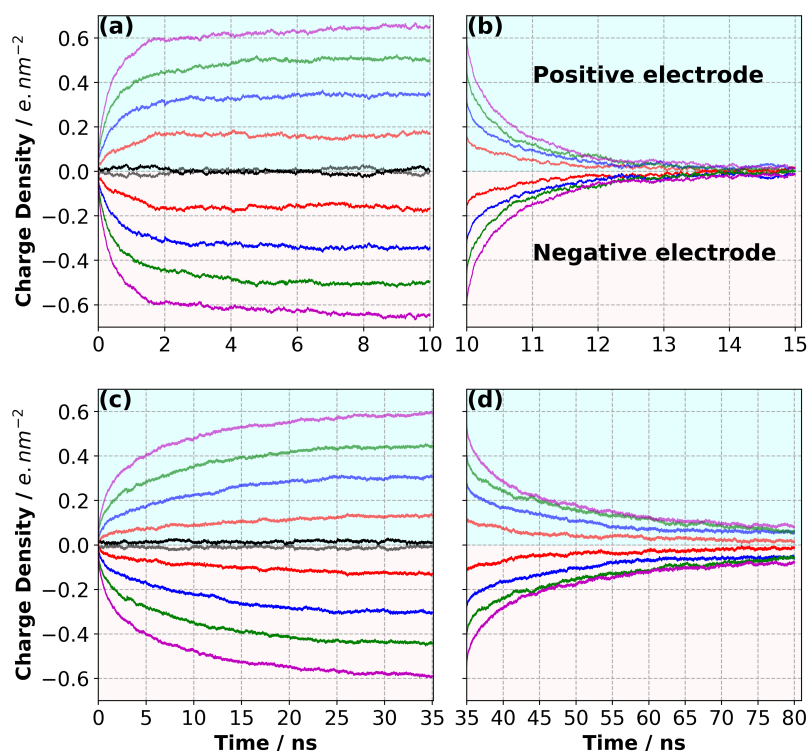 (a)
(b)
0.6
0.4
0.2
0.0
−0.2
−0.4
−0.6
Charge Density / e.nm⁻²
Positive electrode
Negative electrode
0 2 4 6 8 10
10 11 12 13 14 15
(c)
(d)
0.6
0.4
0.2
0.0
−0.2
−0.4
−0.6
Charge Density / e.nm⁻²
0 5 10 15 20 25 30 35
35 40 45 50 55 60 65 70 75 80
Time / ns
Time / ns